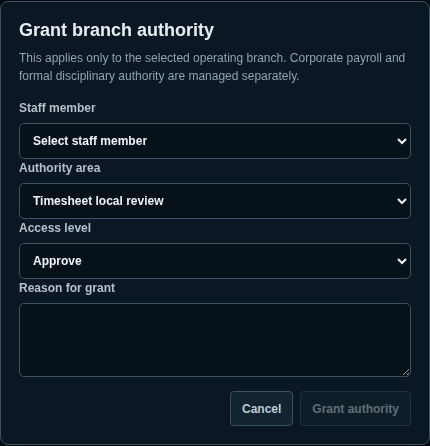 Grant branch authority
This applies only to the selected operating branch. Corporate payroll and
formal disciplinary authority are managed separately.
Staff member
Select staff member
Authority area
Timesheet local review
Access level
Approve
Reason for grant
Cancel
Grant authority